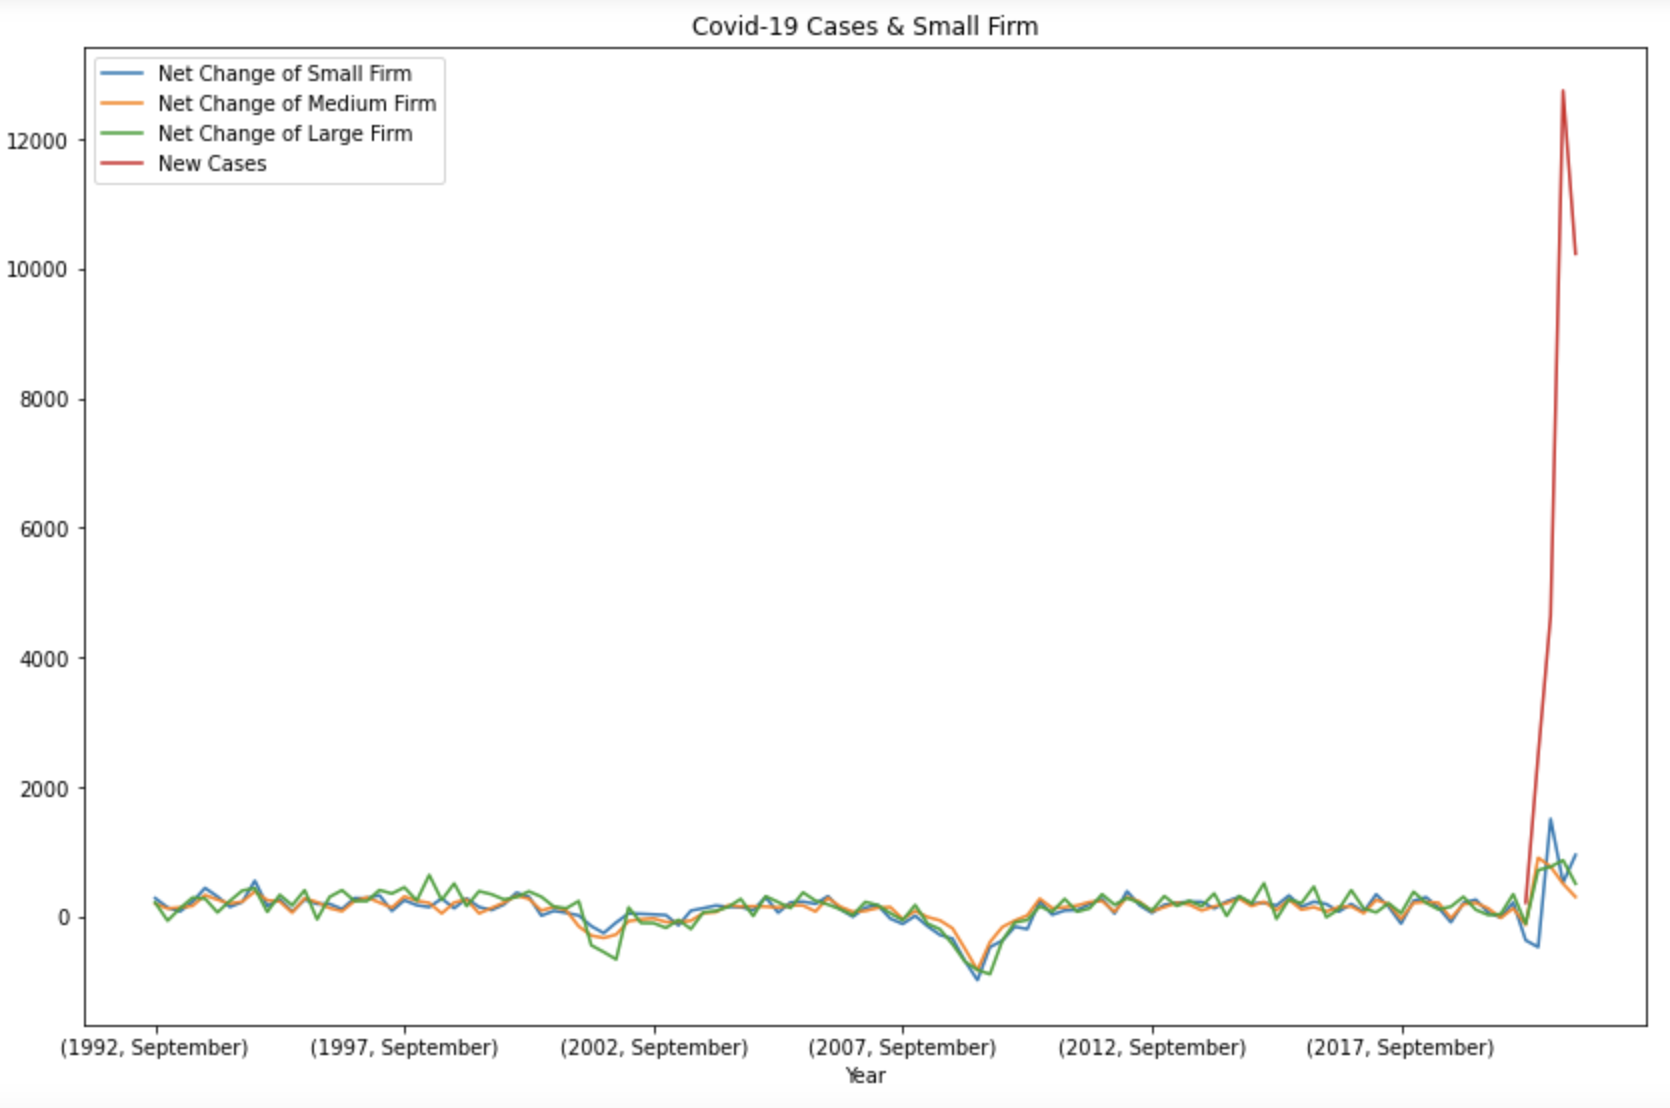 Covid-19 Cases & Small Firm
Net Change of Small Firm
Net Change of Medium Firm
Net Change of Large Firm
New Cases
12000
10000
8000
6000
4000
2000
0
(1992, September) (1997, September) (2002, September) (2007, September) (2012, September) (2017, September)
Year